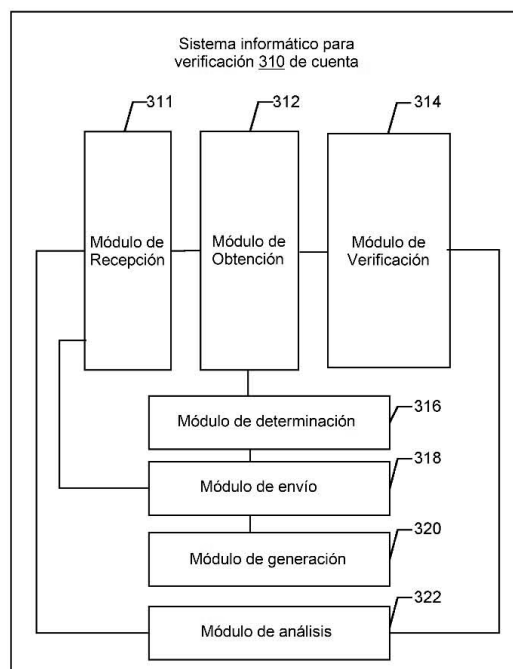 Sistema informático para
verificación 310 de cuenta
311
312
314
Módulo de
Recepción
Módulo de
Obtención
Módulo de
Verificación
316
Módulo de determinación
318
Módulo de envío
320
Módulo de generación
322
Módulo de análisis